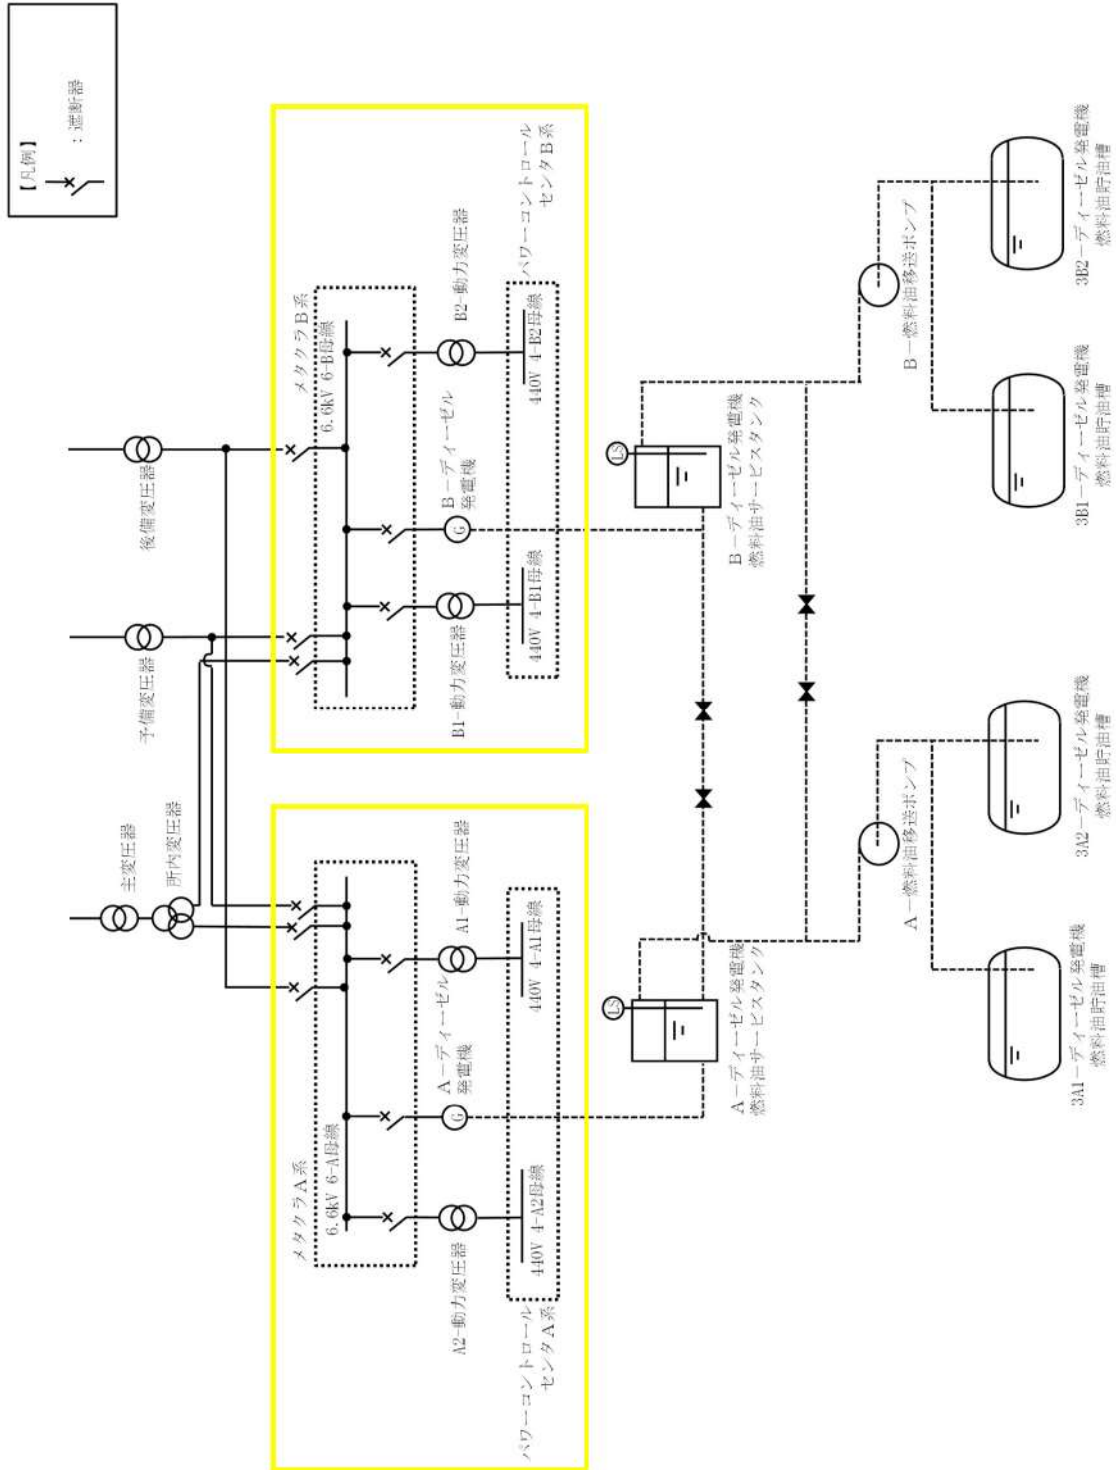 【凡例】
：遮断器
主変圧器
所内変圧器
予備変圧器
後備変圧器
メタクラA系
6.6kV 6-A母線
メタクラB系
6.6kV 6-B母線
A2-動力変圧器
A－ディーゼル
発電機
A1-動力変圧器
B1-動力変圧器
B－ディーゼル
発電機
B2-動力変圧器
G
G
440V 4-A2母線
440V 4-A1母線
パワーコントロール
センタA系
440V 4-B1母線
440V 4-B2母線
パワーコントロール
センタB系
LS
LS
A－ディーゼル発電機
燃料油サービスタンク
B－ディーゼル発電機
燃料油サービスタンク
A－燃料油移送ポンプ
B－燃料油移送ポンプ
3A1－ディーゼル発電機
燃料油貯油槽
3A2－ディーゼル発電機
燃料油貯油槽
3B1－ディーゼル発電機
燃料油貯油槽
3B2－ディーゼル発電機
燃料油貯油槽